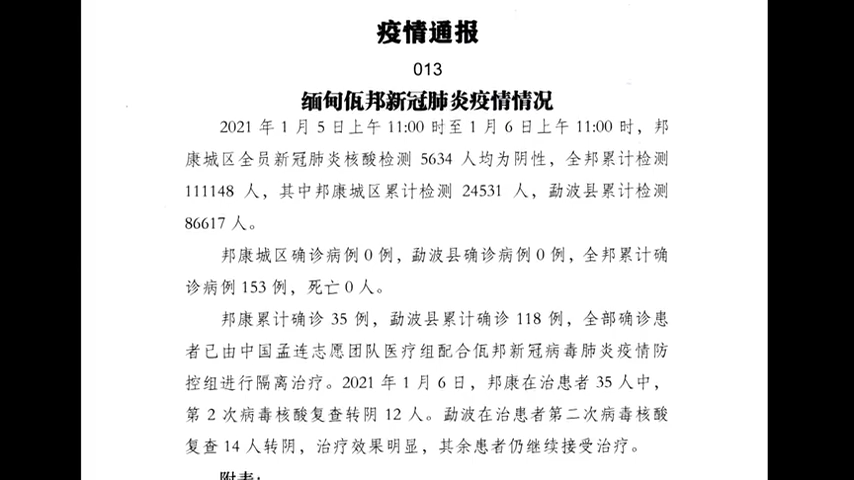 疫情通报
013
缅甸佤邦新冠肺炎疫情情况
2021 年 1 月 5 日上午 11:00 时至 1 月 6 日上午 11:00 时，邦
康城区全员新冠肺炎核酸检测 5634 人均为阴性，全邦累计检测
111148 人，其中邦康城区累计检测 24531 人，勐波县累计检测
86617 人。
邦康城区确诊病例 0 例，勐波县确诊病例 0 例，全邦累计确
诊病例 153 例，死亡 0 人。
邦康累计确诊 35 例，勐波县累计确诊 118 例，全部确诊患
者已由中国孟连志愿团队医疗组配合佤邦新冠病毒肺炎疫情防
控组进行隔离治疗。2021 年 1 月 6 日，邦康在治患者 35 人中，
第 2 次病毒核酸复查转阴 12 人。勐波在治患者第二次病毒核酸
复查 14 人转阴，治疗效果明显，其余患者仍继续接受治疗。
附表：